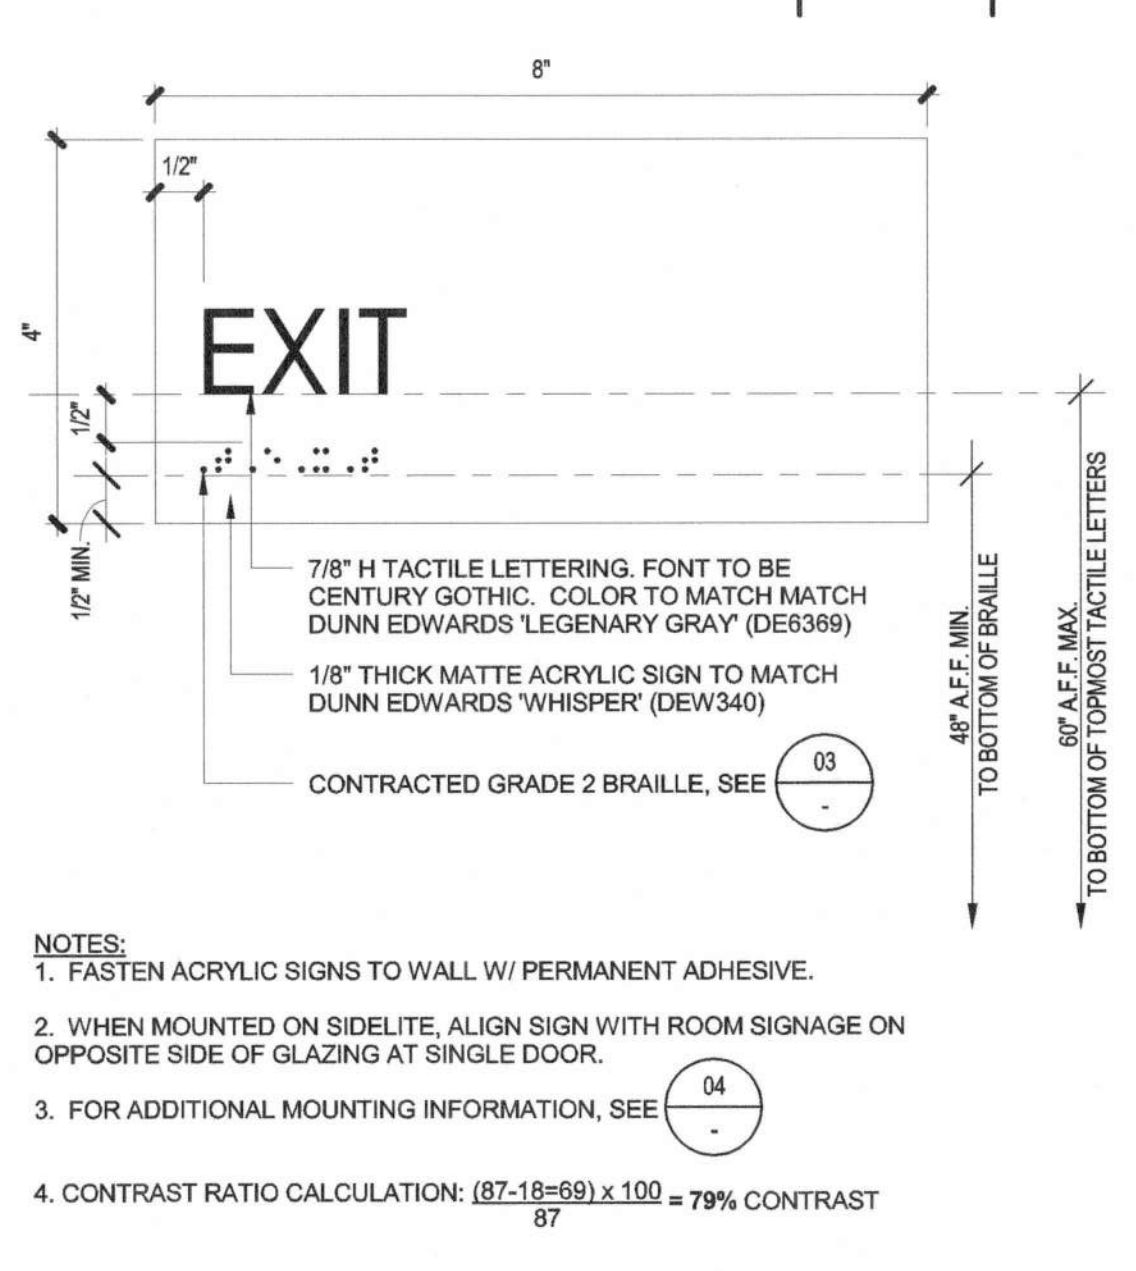 8"
1/2"
4"
EXIT
1/2"
1/2" MIN.
7/8" H TACTILE LETTERING. FONT TO BE
CENTURY GOTHIC. COLOR TO MATCH MATCH
DUNN EDWARDS 'LEGENARY GRAY' (DE6369)
1/8" THICK MATTE ACRYLIC SIGN TO MATCH
DUNN EDWARDS 'WHISPER' (DEW340)
CONTRACTED GRADE 2 BRAILLE, SEE
03
-
48" A.F.F. MIN.
TO BOTTOM OF BRAILLE
60" A.F.F. MAX.
TO BOTTOM OF TOPMOST TACTILE LETTERS
NOTES:
1. FASTEN ACRYLIC SIGNS TO WALL W/ PERMANENT ADHESIVE.
2. WHEN MOUNTED ON SIDELITE, ALIGN SIGN WITH ROOM SIGNAGE ON
OPPOSITE SIDE OF GLAZING AT SINGLE DOOR.
3. FOR ADDITIONAL MOUNTING INFORMATION, SEE
04
-
4. CONTRAST RATIO CALCULATION: (87-18=69) x 100 = 79% CONTRAST
87